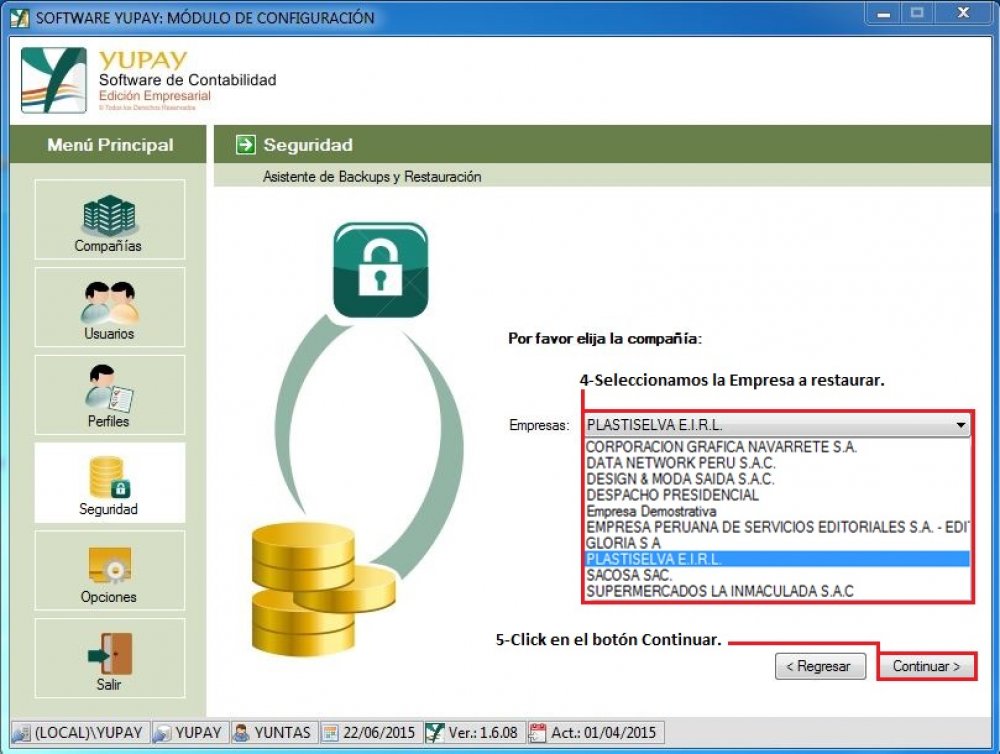 SOFTWARE YUPAY: MÓDULO DE CONFIGURACIÓN
YUPAY
Software de Contabilidad
Edición Empresarial
© Todos los Derechos Reservados
Menú Principal
Seguridad
Asistente de Backups y Restauración
Compañías
Usuarios
Perfiles
Seguridad
Opciones
Salir
Por favor elija la compañía:
4-Seleccionamos la Empresa a restaurar.
Empresas: PLASTISELVA E.I.R.L.
CORPORACION GRAFICA NAVARRETE S.A.
DATA NETWORK PERU S.A.C.
DESIGN & MODA SAIDA S.A.C.
DESPACHO PRESIDENCIAL
Empresa Demostrativa
EMPRESA PERUANA DE SERVICIOS EDITORIALES S.A. - EDIT
GLORIA S A
PLASTISELVA E.I.R.L.
SACOSA SAC.
SUPERMERCADOS LA INMACULADA S.A.C
5-Click en el botón Continuar.
< Regresar Continuar >
(LOCAL)\YUPAY YUPAY YUNTAS 22/06/2015 Ver.: 1.6.08 Act.: 01/04/2015